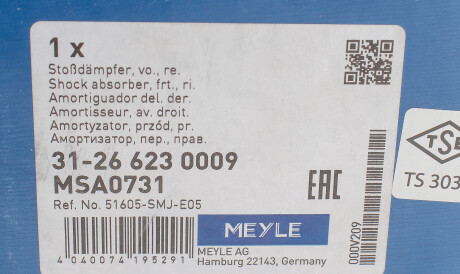 1 x
Stoßdämpfer, vo., re.
Shock absorber, frt., ri.
Amortiguador del. der.
Amortisseur, av. droit.
Amortyzator, przód, pr.
Амортизатор, пер., прав.
31-26 623 0009
MSA0731
Ref. No. 51605-SMJ-E05
EAC
MEYLE
MEYLE AG
Hamburg 22143, Germany
4 040074 195291
000V209
TSE
TS 303